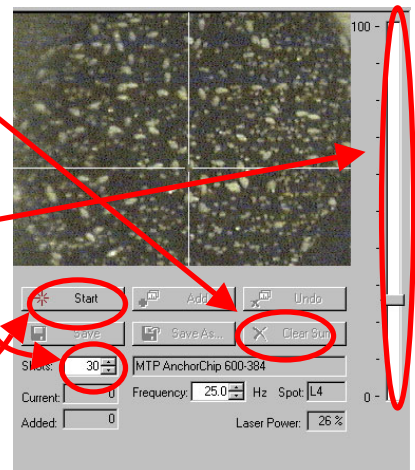 100 -
Start Add Undo
Save Save As... Clear Sum
Shots: 30 MTP AnchorChip 600-384
Current: 0 Frequency: 25.0 Hz Spot: L4 0 -
Added: 0 Laser Power: 26 %